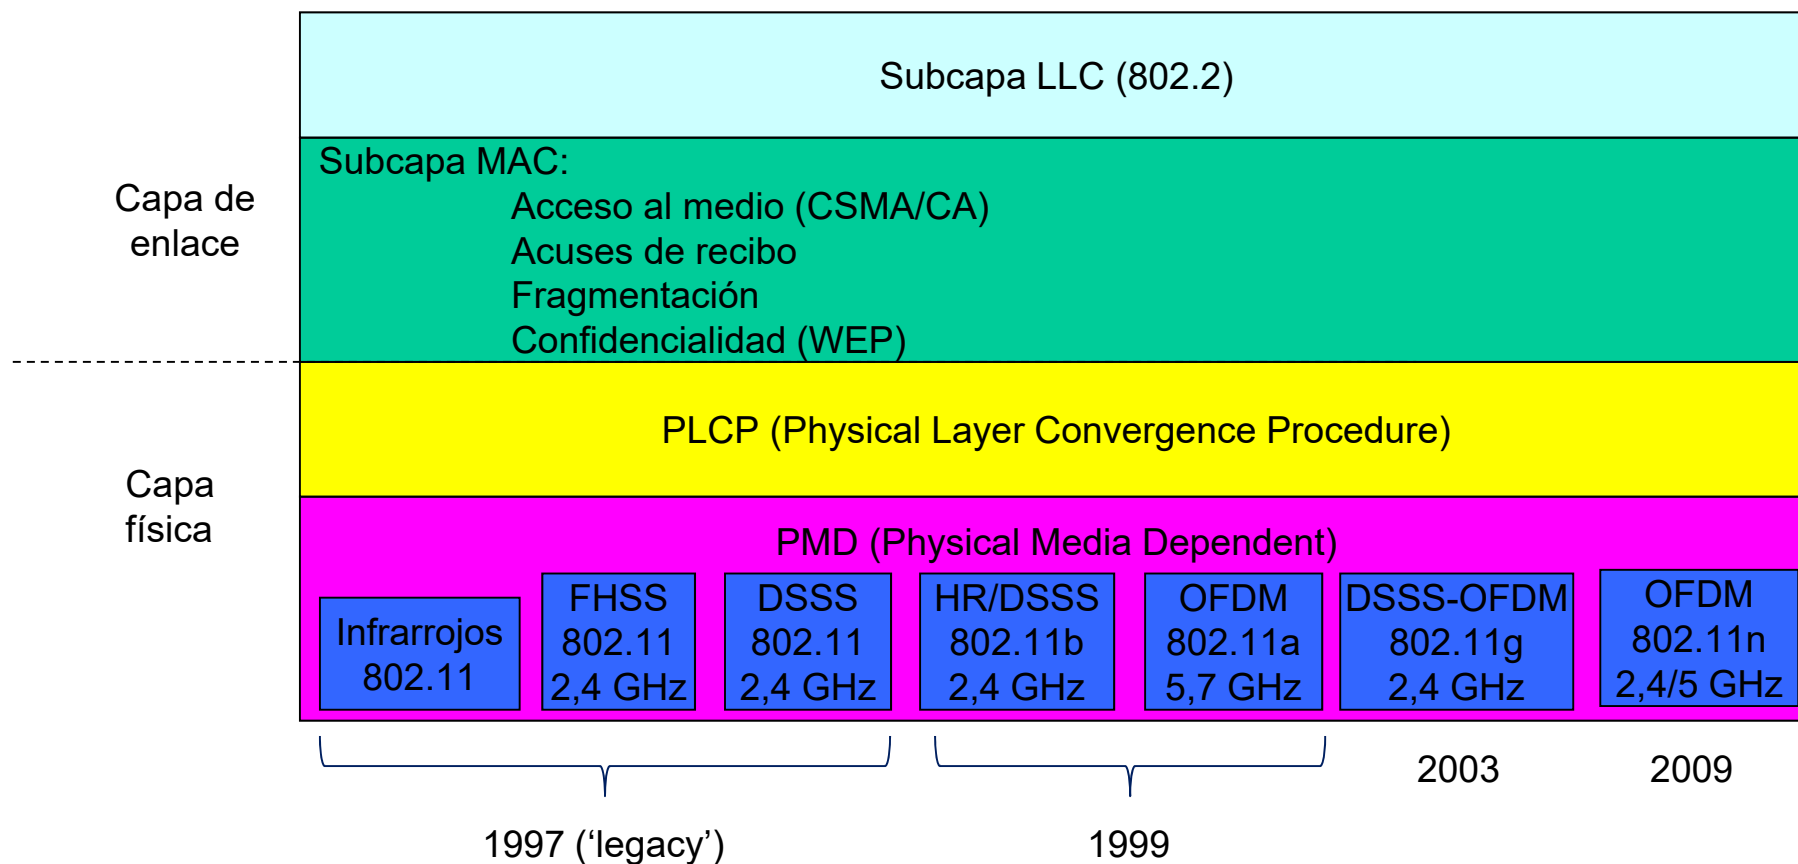 Subcapa LLC (802.2)
Capa de
enlace
Subcapa MAC:
Acceso al medio (CSMA/CA)
Acuses de recibo
Fragmentación
Confidencialidad (WEP)
PLCP (Physical Layer Convergence Procedure)
Capa
física
PMD (Physical Media Dependent)
Infrarrojos
802.11
FHSS
802.11
2,4 GHz
DSSS
802.11
2,4 GHz
HR/DSSS
802.11b
2,4 GHz
OFDM
802.11a
5,7 GHz
DSSS-OFDM
802.11g
2,4 GHz
OFDM
802.11n
2,4/5 GHz
1997 (‘legacy’)
1999
2003
2009